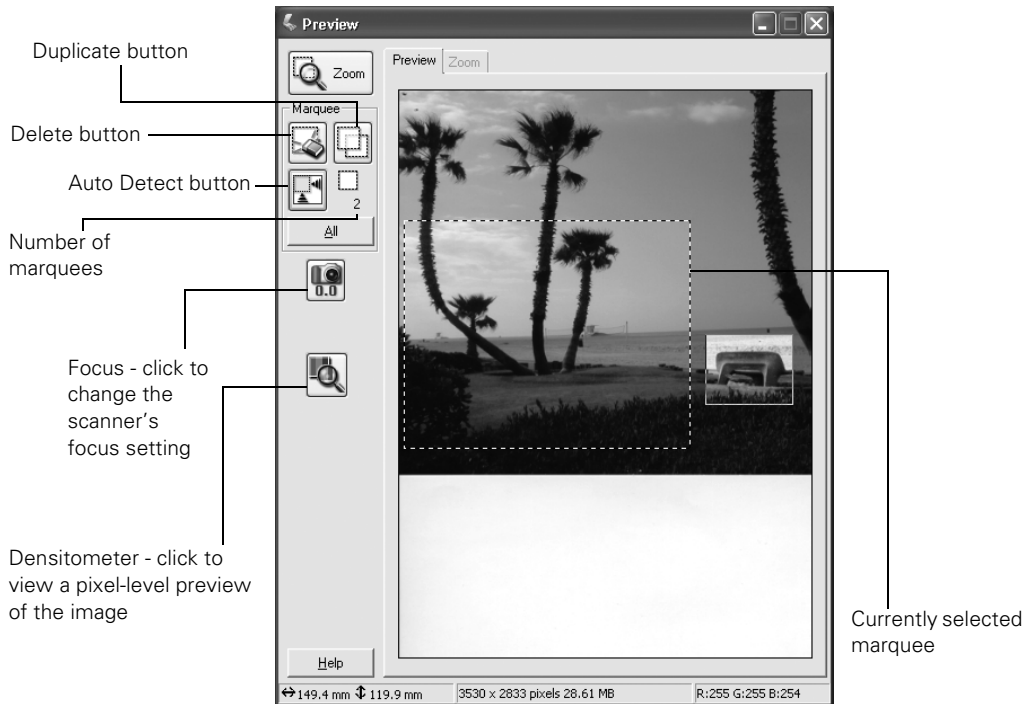 Preview
Duplicate button
Zoom
Preview
Zoom
Marquee
Delete button
Auto Detect button
2
All
Number of
marquees
0.0
Focus - click to
change the
scanner's
focus setting
Densitometer - click to
view a pixel-level preview
of the image
Currently selected
marquee
Help
149.4 mm 119.9 mm
3530 x 2833 pixels 28.61 MB
R:255 G:255 B:254